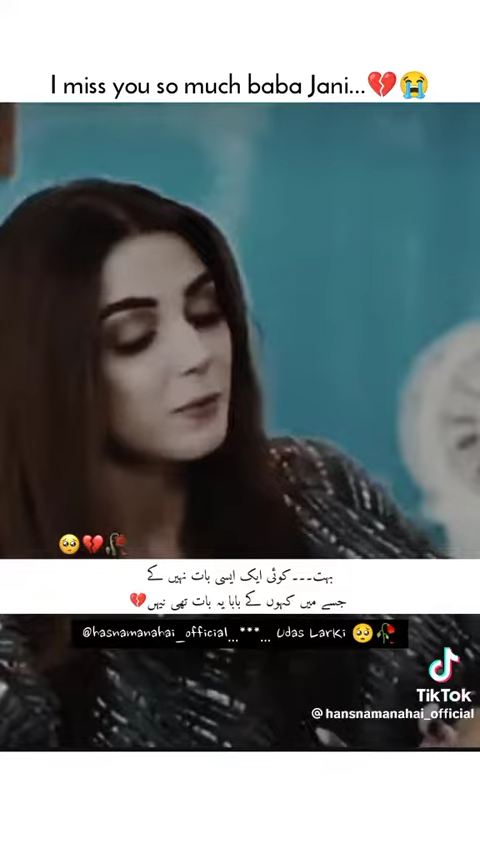 I miss you so much baba Jani...💔😭
🥺💔🥀
بہت۔۔۔کوئی ایک ایسی بات نہیں کے
جسے میں کہوں کے بابا یہ بات تھی نہیں💔
@hasnamanahai_official...***... Udas Larki 🥺🥀
TikTok
@hansnamanahai_official